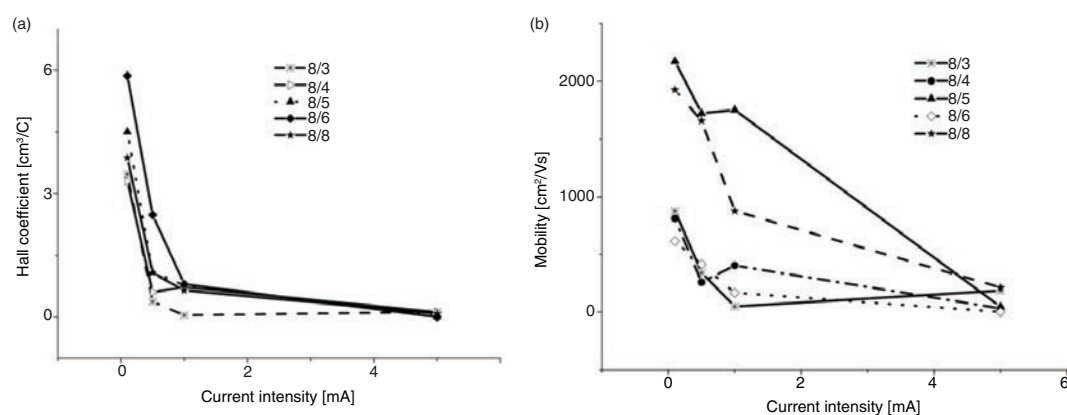 (a)
Hall coefficient [cm³/C]
6
3
0
8/3
8/4
8/5
8/6
8/8
0 2 4
Current intensity [mA]
(b)
Mobility [cm²/Vs]
2000
1000
0
8/3
8/4
8/5
8/6
8/8
0 2 4 6
Current intensity [mA]